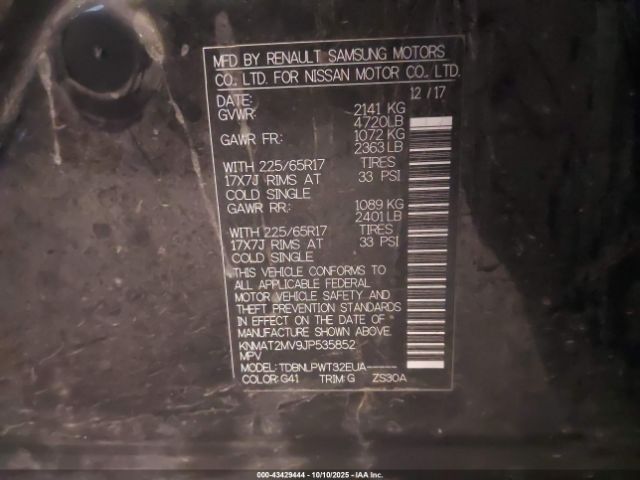 MFD BY RENAULT SAMSUNG MOTORS
CO. LTD. FOR NISSAN MOTOR CO. LTD.
DATE: 12 / 17
GVWR: 2141 KG
4720LB
GAWR FR: 1072 KG
2363 LB
WITH 225/65R17 TIRES
17X7J RIMS AT 33 PSI
COLD SINGLE
GAWR RR: 1089 KG
2401 LB
WITH 225/65R17 TIRES
17X7J RIMS AT 33 PSI
COLD SINGLE
THIS VEHICLE CONFORMS TO
ALL APPLICABLE FEDERAL
MOTOR VEHICLE SAFETY AND
THEFT PREVENTION STANDARDS
IN EFFECT ON THE DATE OF
MANUFACTURE SHOWN ABOVE.
KNMAT2MV9JP535852
MPV
MODEL: TDBNLPWT32EUA-----
COLOR: G41 TRIM: G ZS30A
000-43429444 - 10/10/2025 - IAA Inc.